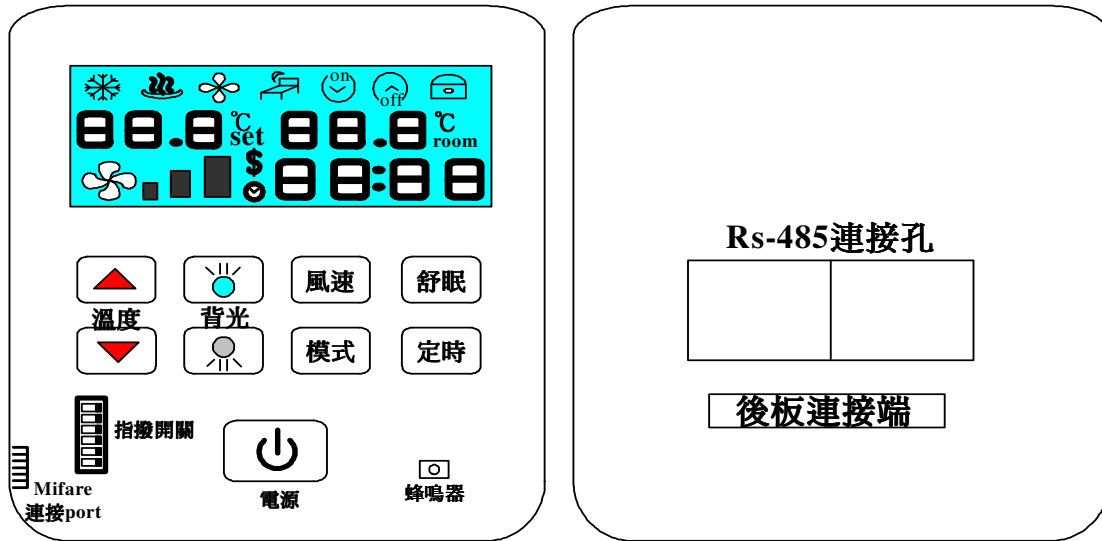 on
off
88.8 ℃ set 88.8 ℃ room
$ 88:88
溫度
背光
風速
舒眠
模式
定時
指撥開關
Mifare
連接port
電源
蜂鳴器
Rs-485連接孔
後板連接端